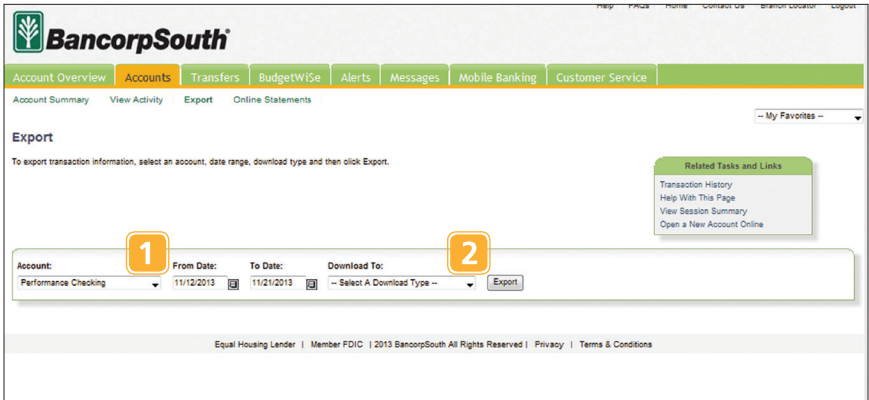 Help FAQs Home Contact Us Branch Locator Logout
BancorpSouth
Account Overview Accounts Transfers BudgetWi$e Alerts Messages Mobile Banking Customer Service
Account Summary View Activity Export Online Statements
-- My Favorites --
Export
To export transaction information, select an account, date range, download type and then click Export.
Related Tasks and Links
Transaction History
Help With This Page
View Session Summary
Open a New Account Online
1 2
Account: From Date: To Date: Download To:
Performance Checking 11/12/2013 11/21/2013 -- Select A Download Type -- Export
Equal Housing Lender | Member FDIC | 2013 BancorpSouth All Rights Reserved | Privacy | Terms & Conditions